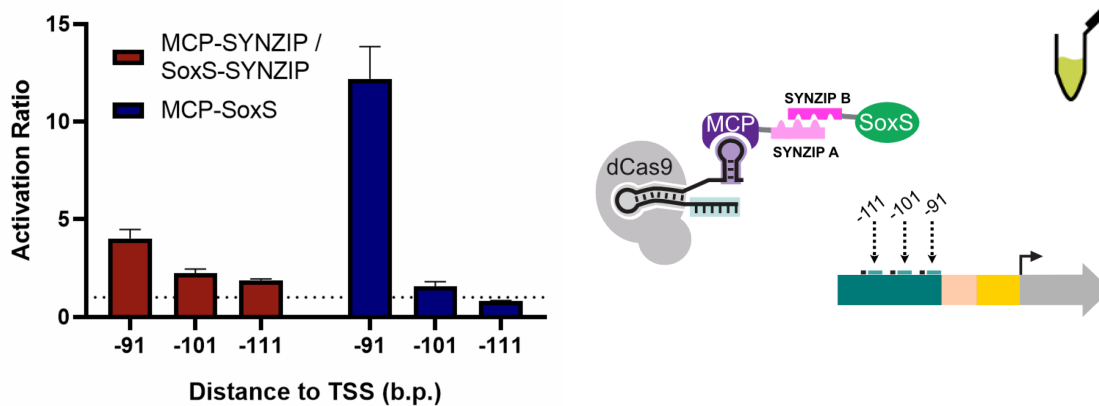 15
10
5
0
Activation Ratio
MCP-SYNZIP /
SoxS-SYNZIP
MCP-SoxS
-91
-101
-111
-91
-101
-111
Distance to TSS (b.p.)
SYNZIP B
MCP
SoxS
SYNZIP A
dCas9
-111
-101
-91